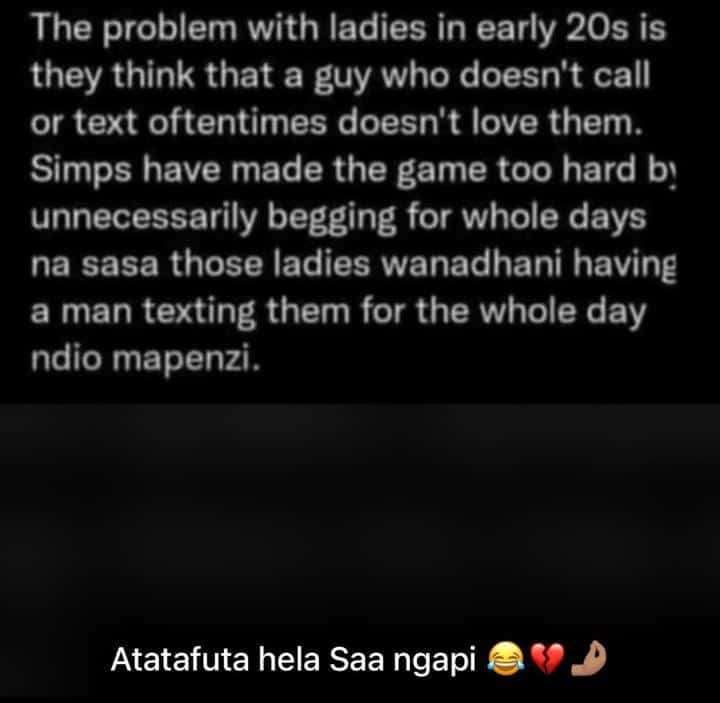 The problem with ladies in early 20s is
they think that a guy who doesn't call
or text oftentimes doesn't love them.
Simps have made the game too hard by
unnecessarily begging for whole days
na sasa those ladies wanadhani having
a man texting them for the whole day
ndio mapenzi.
Atatafuta hela Saa ngapi 😂💔🤌🏽